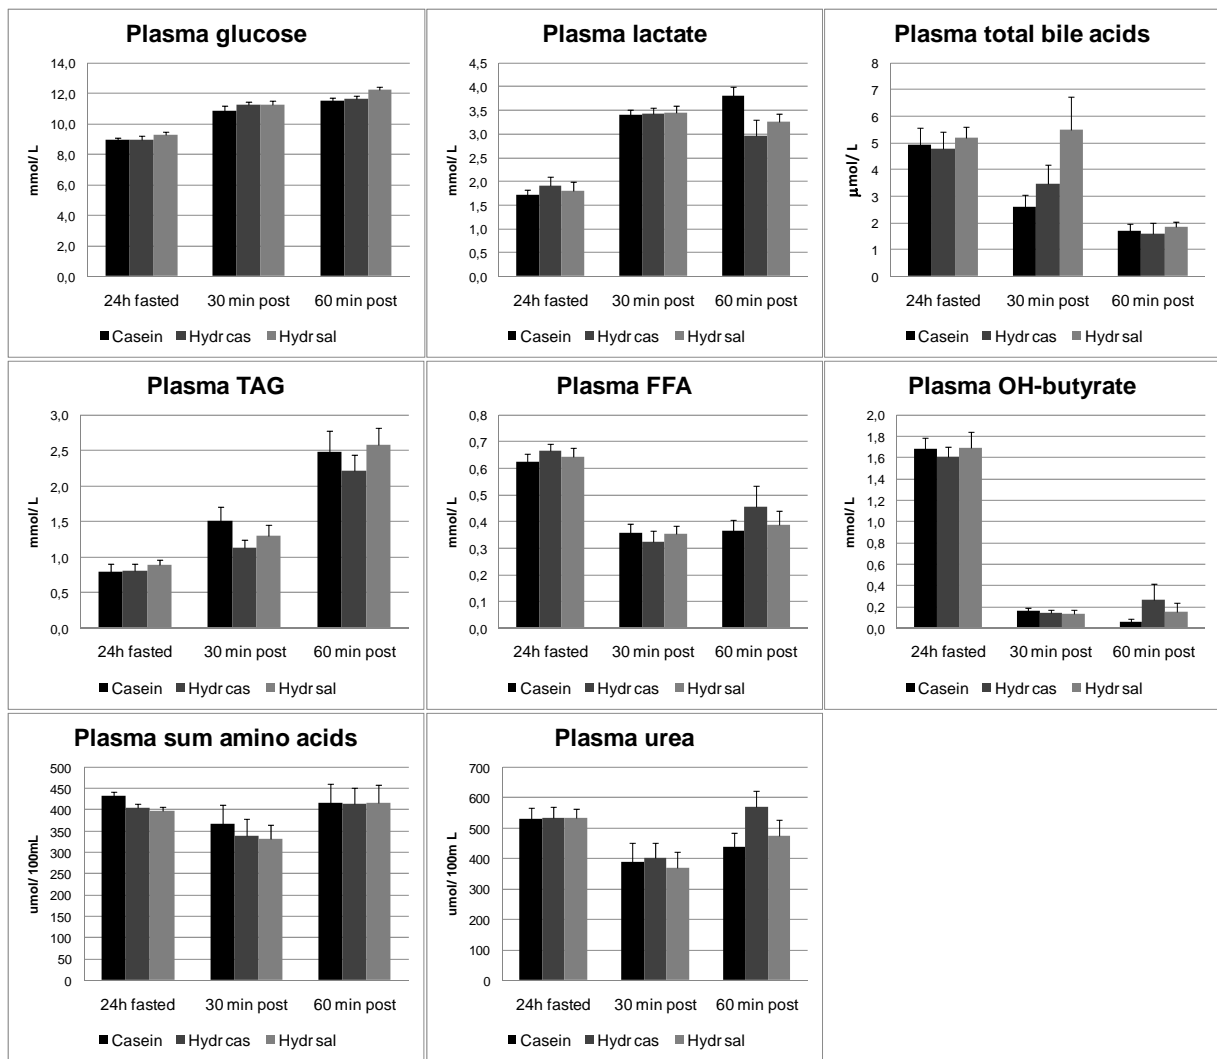 Plasma glucose
14,0
12,0
10,0
8,0
6,0
4,0
2,0
0,0
mmol/ L
24h fasted 30 min post 60 min post
Casein Hydr cas Hydr sal
Plasma lactate
4,5
4,0
3,5
3,0
2,5
2,0
1,5
1,0
0,5
0,0
mmol/ L
24h fasted 30 min post 60 min post
Casein Hydr cas Hydr sal
Plasma total bile acids
8
7
6
5
4
3
2
1
0
µmol/ L
24h fasted 30 min post 60 min post
Casein Hydr cas Hydr sal
Plasma TAG
3,0
2,5
2,0
1,5
1,0
0,5
0,0
mmol/ L
24h fasted 30 min post 60 min post
Casein Hydr cas Hydr sal
Plasma FFA
0,8
0,7
0,6
0,5
0,4
0,3
0,2
0,1
0,0
mmol/ L
24h fasted 30 min post 60 min post
Casein Hydr cas Hydr sal
Plasma OH-butyrate
2,0
1,8
1,6
1,4
1,2
1,0
0,8
0,6
0,4
0,2
0,0
mmol/ L
24h fasted 30 min post 60 min post
Casein Hydr cas Hydr sal
Plasma sum amino acids
500
450
400
350
300
250
200
150
100
50
0
umol/ 100mL
24h fasted 30 min post 60 min post
Casein Hydr cas Hydr sal
Plasma urea
700
600
500
400
300
200
100
0
umol/ 100m L
24h fasted 30 min post 60 min post
Casein Hydr cas Hydr sal